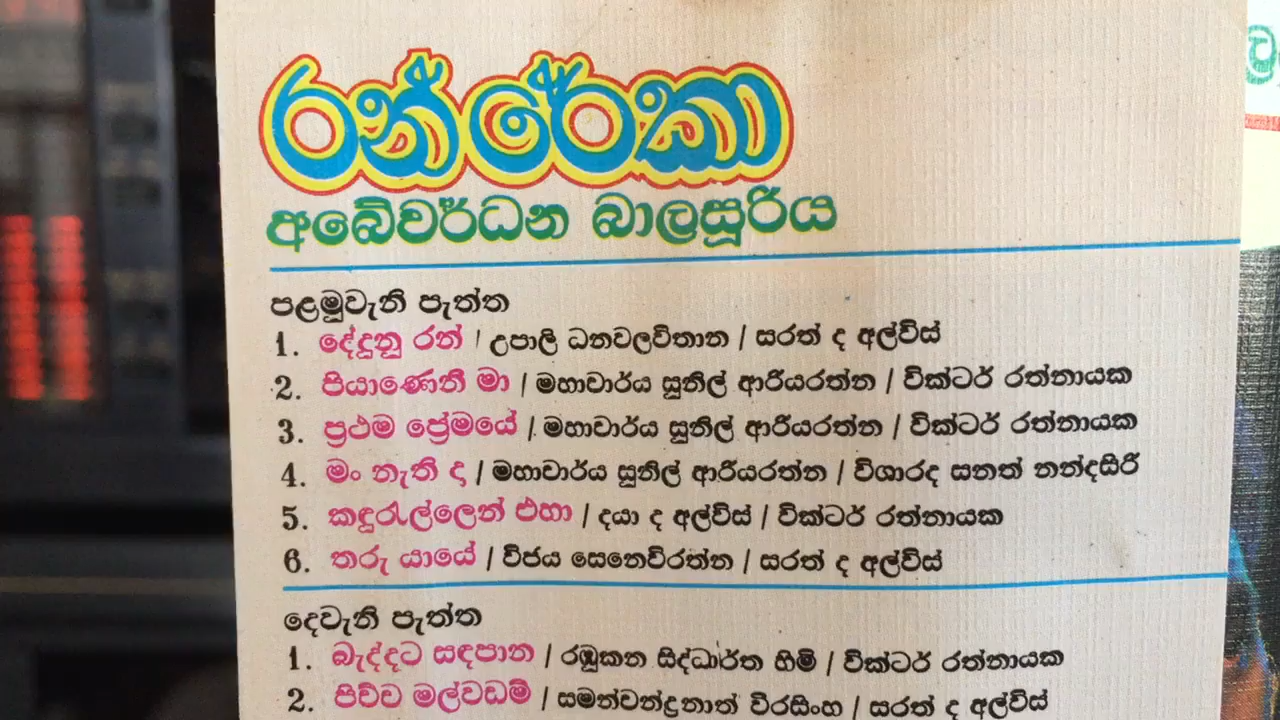 රන් රේඛා
අබේවර්ධන බාලසූරිය
පළමුවැනි පැත්ත
1. දේදුනු රන් / උපාලි ධනවලවිතාන / සරත් ද අල්විස්
2. පියාණෙනි මා / මහාචාර්ය සුනිල් ආරියරත්න / වික්ටර් රත්නායක
3. ප්‍රථම ප්‍රේමයේ / මහාචාර්ය සුනිල් ආරියරත්න / වික්ටර් රත්නායක
4. මං නැති දා / මහාචාර්ය සුනිල් ආරියරත්න / විශාරද සනත් නන්දසිරි
5. කඳුරැල්ලෙන් එහා / දයා ද අල්විස් / වික්ටර් රත්නායක
6. තරු යායේ / විජය සෙනෙවිරත්න / සරත් ද අල්විස්
දෙවැනි පැත්ත
1. බැද්දට සඳපාන / රඹුකන සිද්ධාර්ත හිමි / වික්ටර් රත්නායක
2. පිච්ච මල්වඩම් / සමන්චන්ද්‍රනාත් වීරසිංහ / සරත් ද අල්විස්